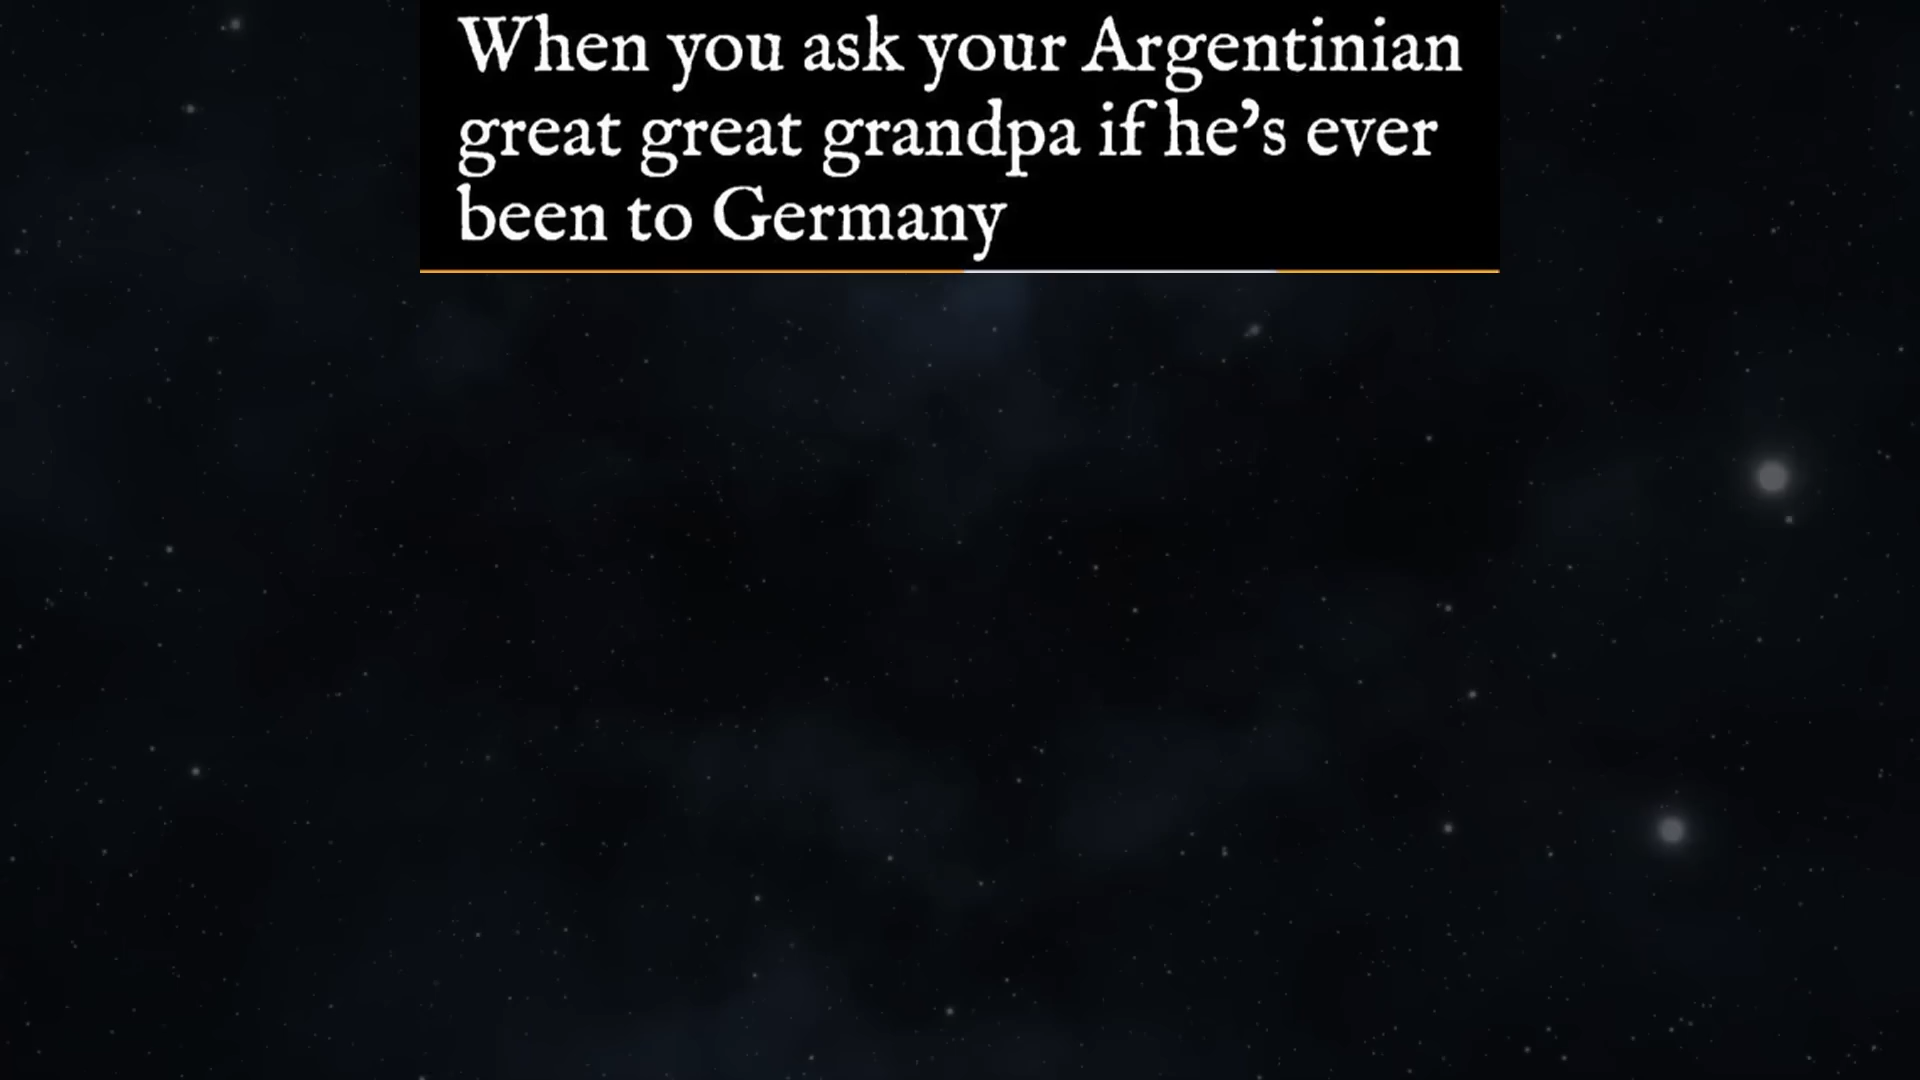 When you ask your Argentinian
great great grandpa if he’s ever
been to Germany